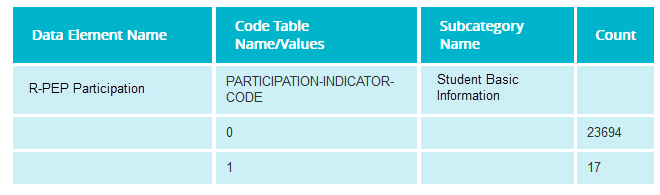 Data Element Name
Code Table
Name/Values
Subcategory
Name
Count
R-PEP Participation
PARTICIPATION-INDICATOR-
CODE
Student Basic
Information
0
23694
1
17